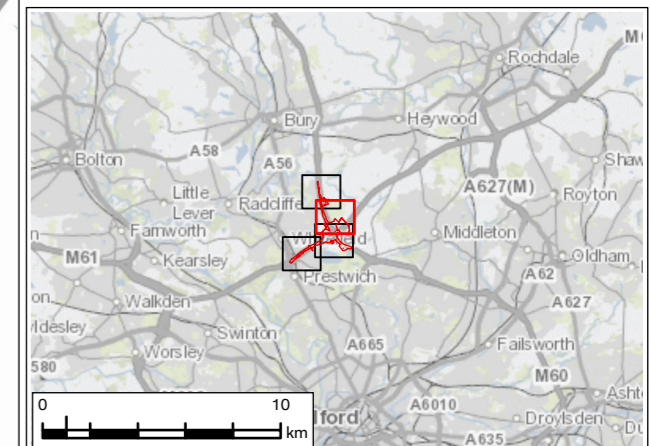 Rochdale
Bury
Heywood
A58
A56
Bolton
A627(M)
Shaw
Little
Lever
Radcliffe
Royton
Farnworth
Middleton
M61
Kearsley
Oldham
A62
Prestwich
Walkden
A627
Swinton
Worsley
A665
Failsworth
580
M60
A6010
Droylsden
A635
0
10
km